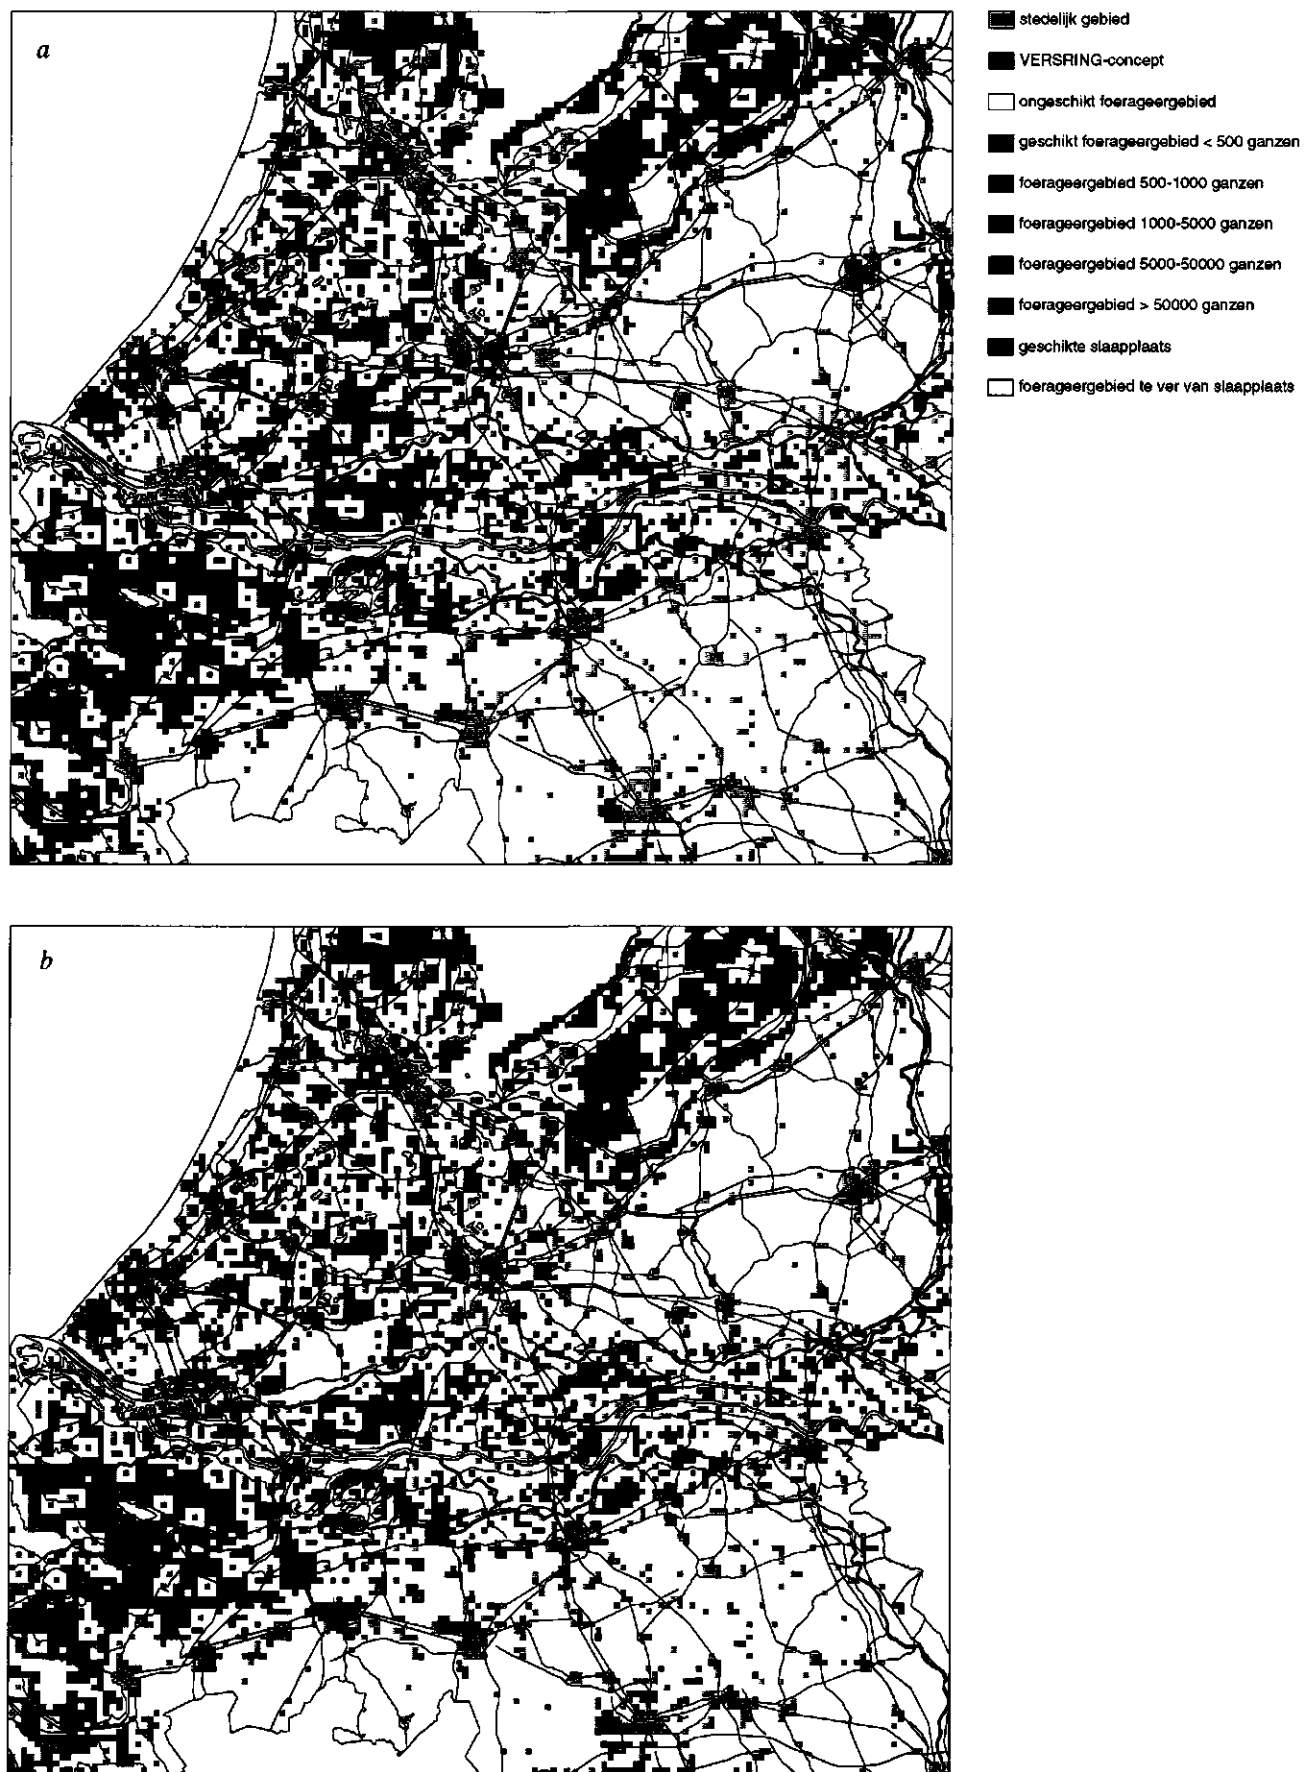 a
stedelijk gebied
VERSRING-concept
ongeschikt foerageergebied
geschikt foerageergebied < 500 ganzen
foerageergebied 500-1000 ganzen
foerageergebied 1000-5000 ganzen
foerageergebied 5000-50000 ganzen
foerageergebied > 50000 ganzen
geschikte slaapplaats
foerageergebied te ver van slaapplaats
b